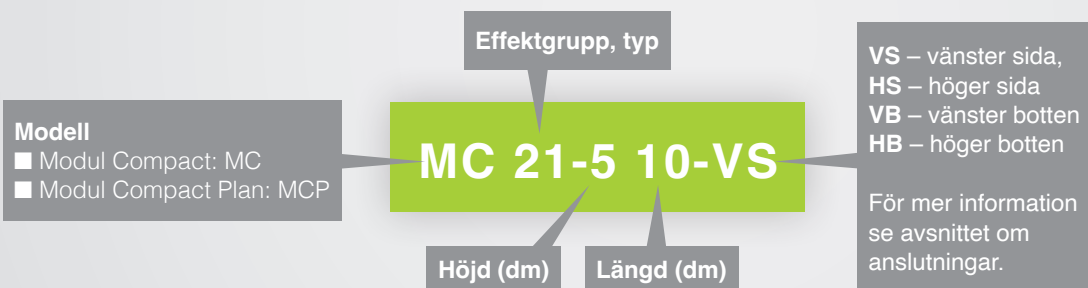 Effektgrupp, typ
Modell
■ Modul Compact: MC
■ Modul Compact Plan: MCP
MC 21-5 10-VS
Höjd (dm)
Längd (dm)
VS – vänster sida,
HS – höger sida
VB – vänster botten
HB – höger botten
För mer information
se avsnittet om
anslutningar.